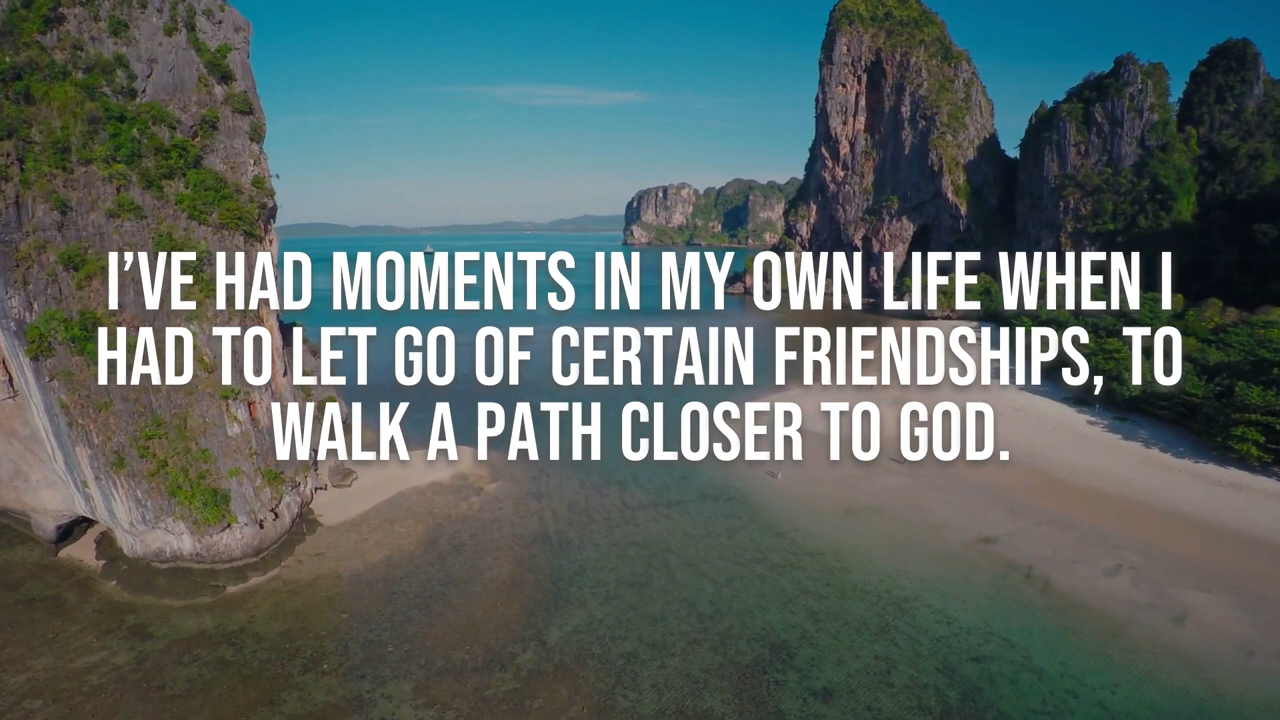 I’VE HAD MOMENTS IN MY OWN LIFE WHEN I
HAD TO LET GO OF CERTAIN FRIENDSHIPS, TO
WALK A PATH CLOSER TO GOD.